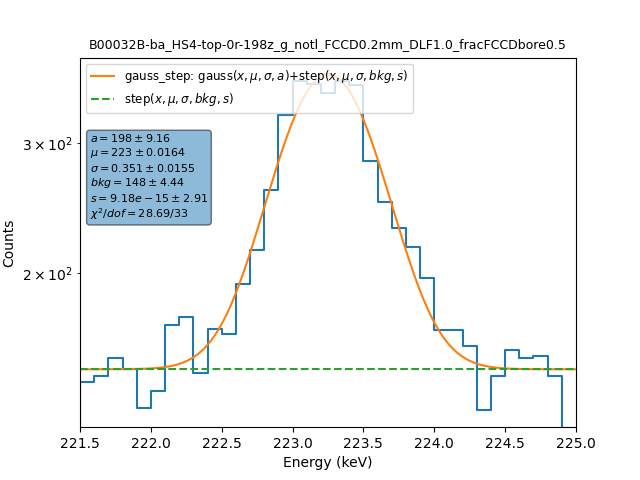 B00032B-ba_HS4-top-0r-198z_g_notl_FCCD0.2mm_DLF1.0_fracFCCDbore0.5
gauss_step: gauss(x, μ, σ, a)+step(x, μ, σ, bkg, s)
step(x, μ, σ, bkg, s)
a = 198 ± 9.16
μ = 223 ± 0.0164
σ = 0.351 ± 0.0155
bkg = 148 ± 4.44
s = 9.18e − 15 ± 2.91
χ²/dof = 28.69/33
3 × 10²
2 × 10²
Counts
221.5 222.0 222.5 223.0 223.5 224.0 224.5 225.0
Energy (keV)